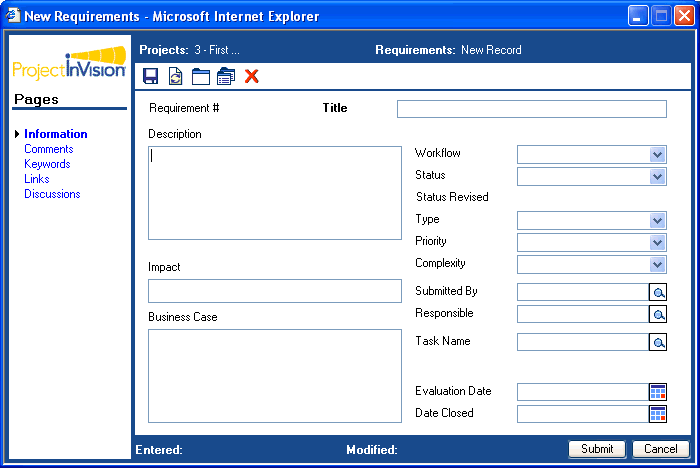 New Requirements - Microsoft Internet Explorer
Projects: 3 - First ... Requirements: New Record
ProjectinVision
Pages
Information
Comments
Keywords
Links
Discussions
Requirement # Title
Description
Workflow
Status
Status Revised
Type
Priority
Complexity
Impact
Submitted By
Responsible
Business Case
Task Name
Evaluation Date
Date Closed
Entered: Modified: Submit Cancel